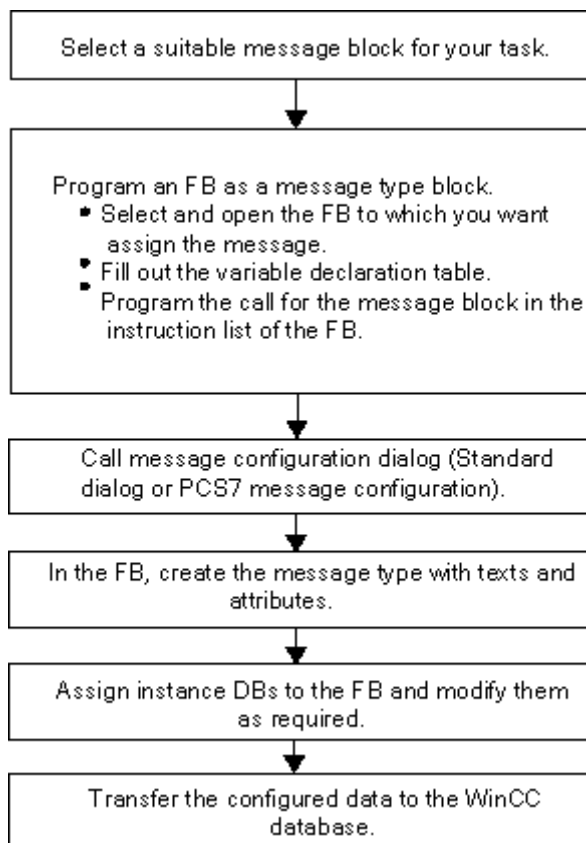 Select a suitable message block for your task.
Program an FB as a message type block.
• Select and open the FB to which you want
assign the message.
• Fill out the variable declaration table.
• Program the call for the message block in the
instruction list of the FB.
Call message configuration dialog (Standard
dialog or PCS7 message configuration).
In the FB, create the message type with texts and
attributes.
Assign instance DBs to the FB and modify them
as required.
Transfer the configured data to the WinCC
database.